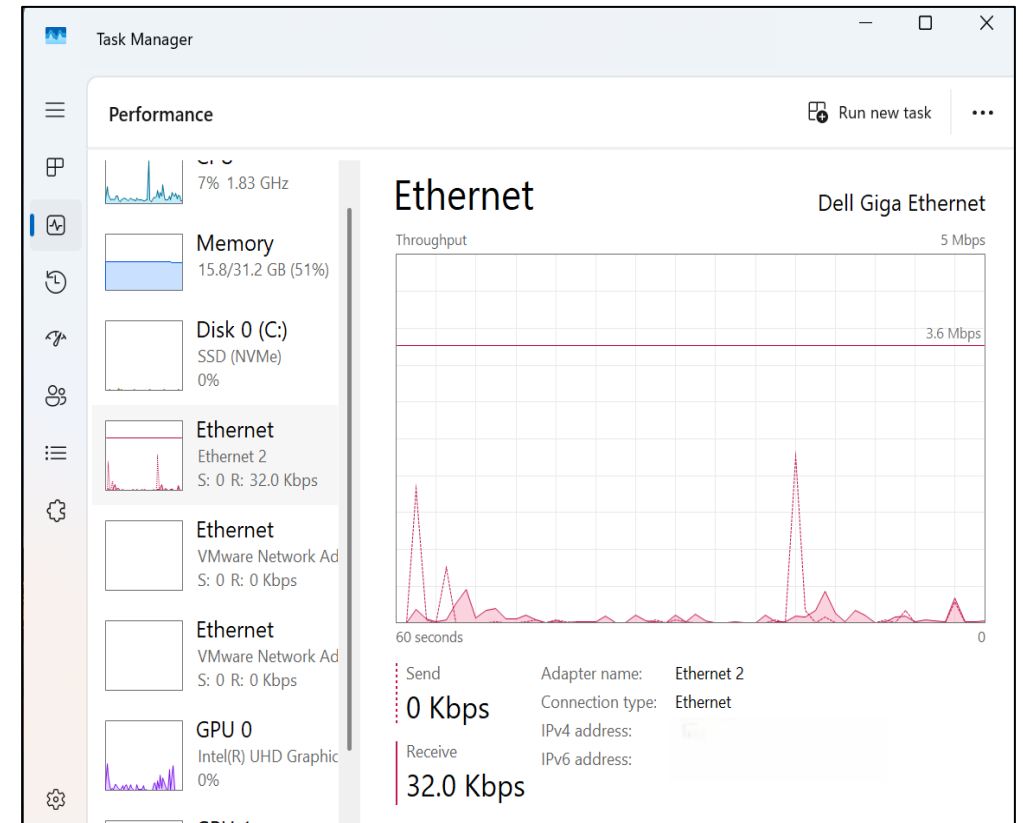 Task Manager
Performance
Run new task
7% 1.83 GHz
Memory
15.8/31.2 GB (51%)
Disk 0 (C:)
SSD (NVMe)
0%
Ethernet
Ethernet 2
S: 0 R: 32.0 Kbps
Ethernet
VMware Network Ad
S: 0 R: 0 Kbps
Ethernet
VMware Network Ad
S: 0 R: 0 Kbps
GPU 0
Intel(R) UHD Graphic
0%
Ethernet
Dell Giga Ethernet
Throughput
5 Mbps
3.6 Mbps
60 seconds
0
Send
0 Kbps
Receive
32.0 Kbps
Adapter name: Ethernet 2
Connection type: Ethernet
IPv4 address:
IPv6 address: